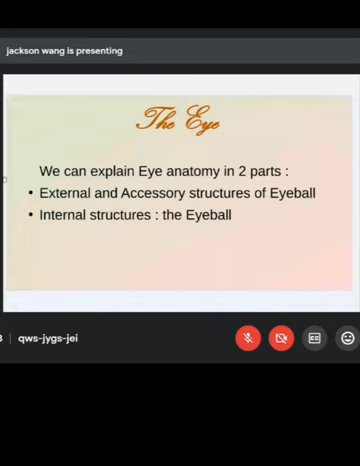 jackson wang is presenting
The Eye
We can explain Eye anatomy in 2 parts :
• External and Accessory structures of Eyeball
• Internal structures : the Eyeball
qws-jygs-jei
CC